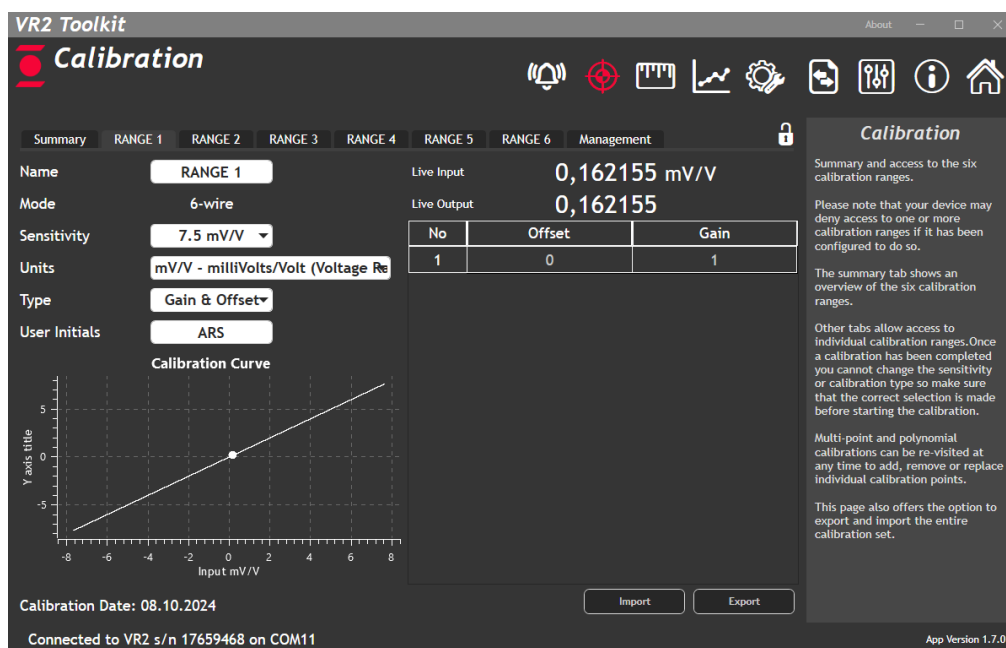 VR2 Toolkit
About
Calibration
Summary RANGE 1 RANGE 2 RANGE 3 RANGE 4 RANGE 5 RANGE 6 Management
Name RANGE 1
Mode 6-wire
Sensitivity 7.5 mV/V
Units mV/V - milliVolts/Volt (Voltage Ra
Type Gain & Offset
User Initials ARS
Live Input 0,162155 mV/V
Live Output 0,162155
No Offset Gain
1 0 1
Calibration Curve
Y axis title
5
0
-5
-8 -6 -4 -2 0 2 4 6 8
Input mV/V
Import Export
Calibration Date: 08.10.2024
Connected to VR2 s/n 17659468 on COM11
Calibration
Summary and access to the six
calibration ranges.
Please note that your device may
deny access to one or more
calibration ranges if it has been
configured to do so.
The summary tab shows an
overview of the six calibration
ranges.
Other tabs allow access to
individual calibration ranges.Once
a calibration has been completed
you cannot change the sensitivity
or calibration type so make sure
that the correct selection is made
before starting the calibration.
Multi-point and polynomial
calibrations can be re-visited at
any time to add, remove or replace
individual calibration points.
This page also offers the option to
export and import the entire
calibration set.
App Version 1.7.0